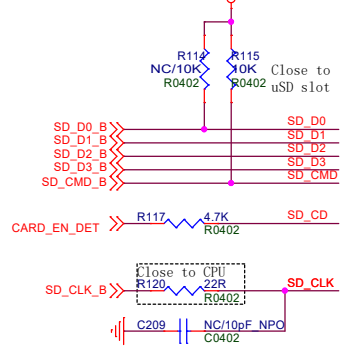 R114
R115
NC/10K
10K
Close to
R0402
R0402
uSD slot
SD_D0_B
SD_D0
SD_D1_B
SD_D1
SD_D2_B
SD_D2
SD_D3_B
SD_D3
SD_CMD_B
SD_CMD
CARD_EN_DET
R117
4.7K
SD_CD
R0402
Close to CPU
SD_CLK_B
R120
22R
SD_CLK
R0402
C209
NC/10pF_NPO
C0402